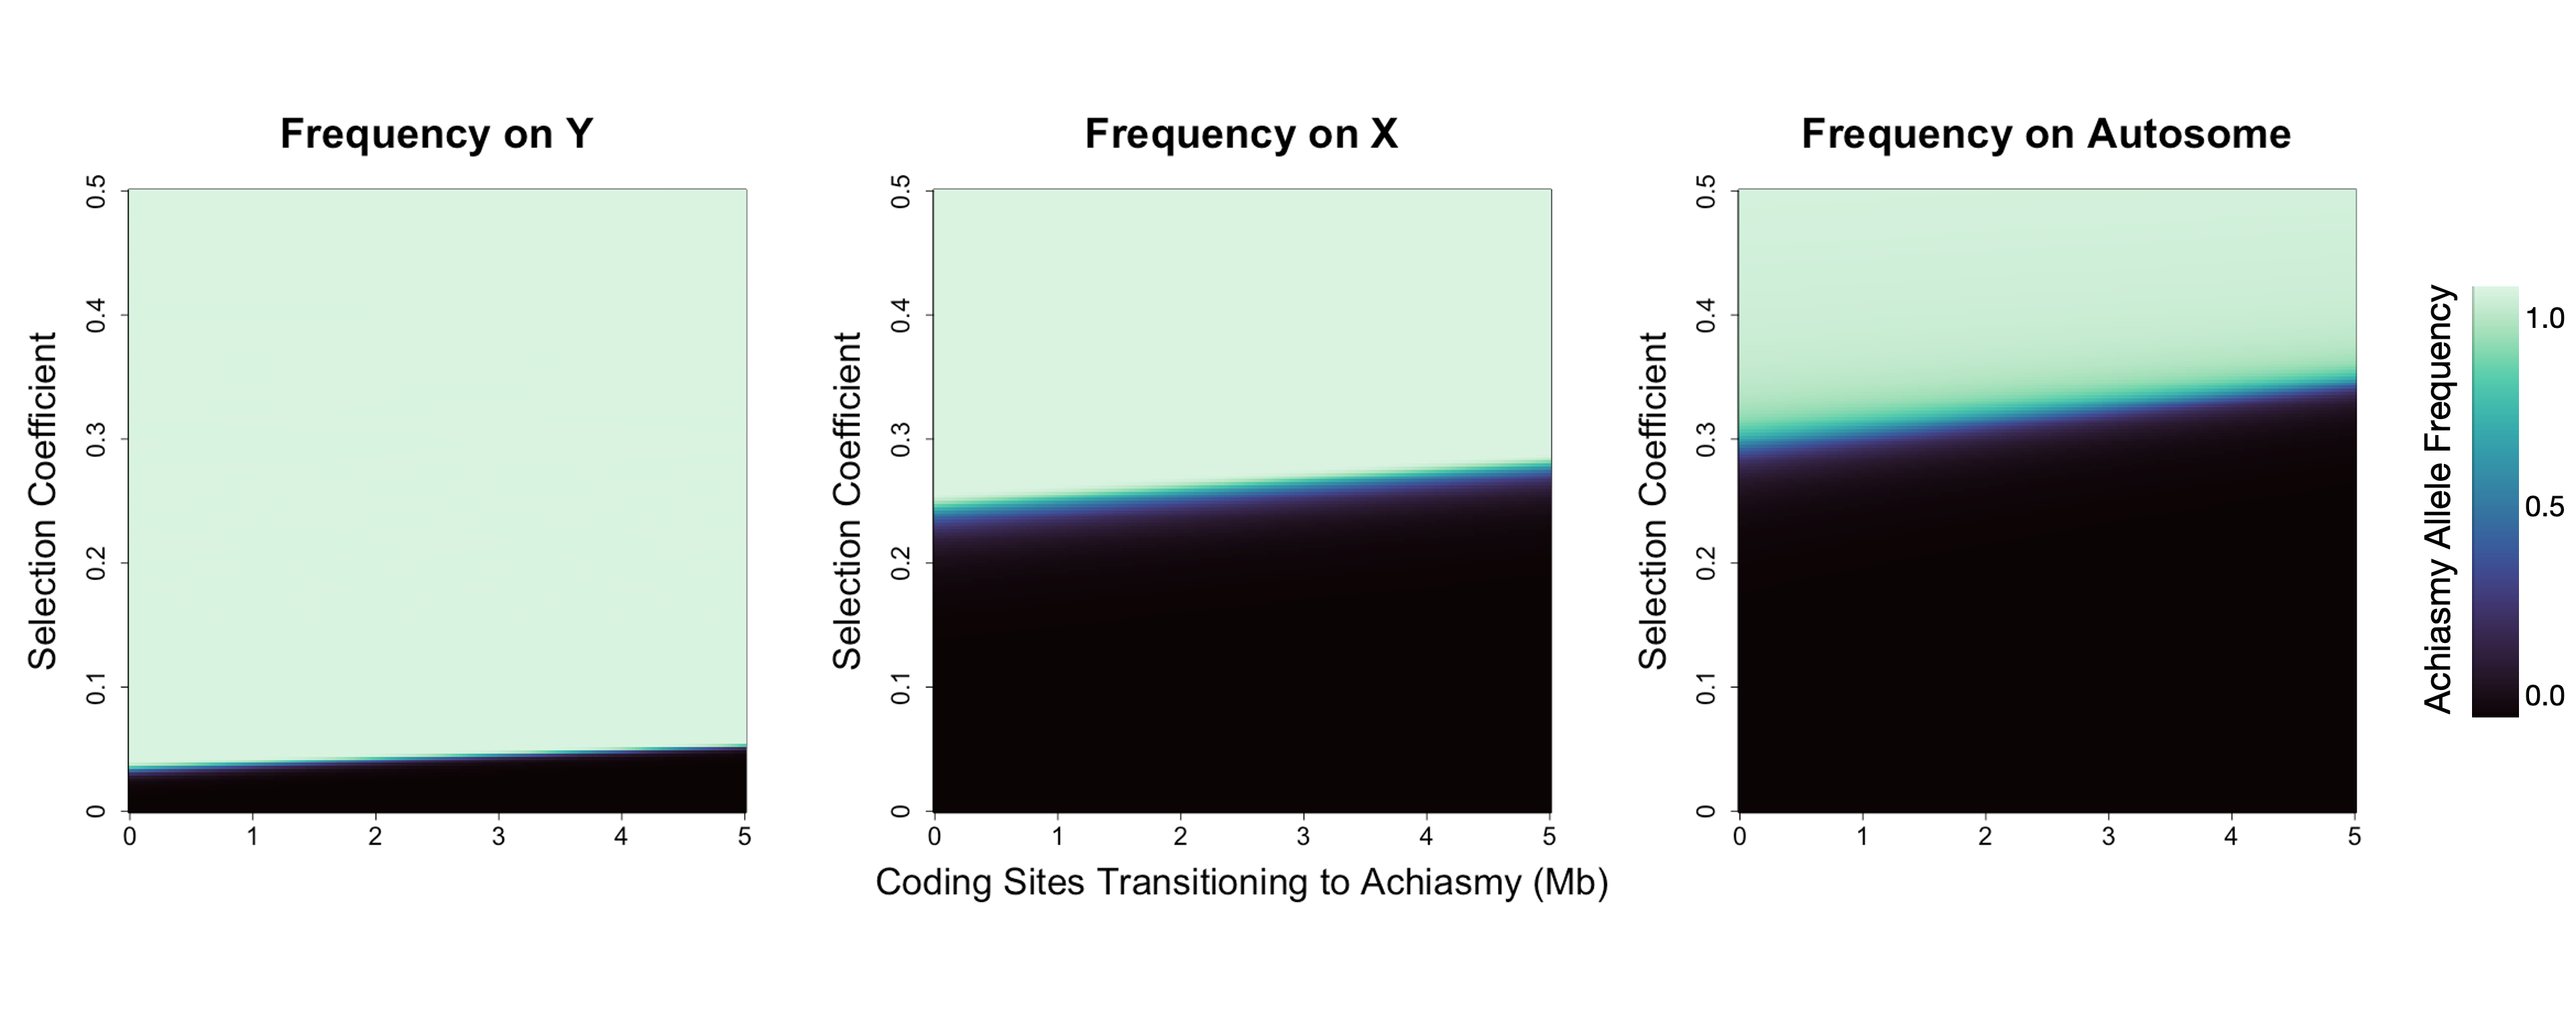 Frequency on Y
Frequency on X
Frequency on Autosome
Selection Coefficient
0.5
0.4
0.3
0.2
0.1
0
0 1 2 3 4 5
Selection Coefficient
0.5
0.4
0.3
0.2
0.1
0
0 1 2 3 4 5
Selection Coefficient
0.5
0.4
0.3
0.2
0.1
0
0 1 2 3 4 5
Coding Sites Transitioning to Achiasmy (Mb)
Achiasmy Allele Frequency
1.0
0.5
0.0